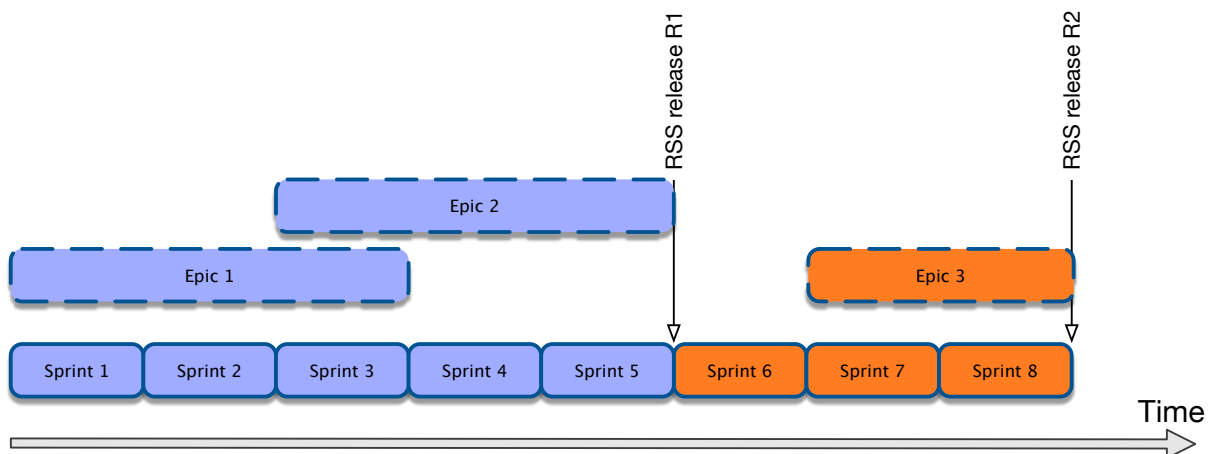 RSS release R1
RSS release R2
Epic 2
Epic 1
Epic 3
Sprint 1
Sprint 2
Sprint 3
Sprint 4
Sprint 5
Sprint 6
Sprint 7
Sprint 8
Time